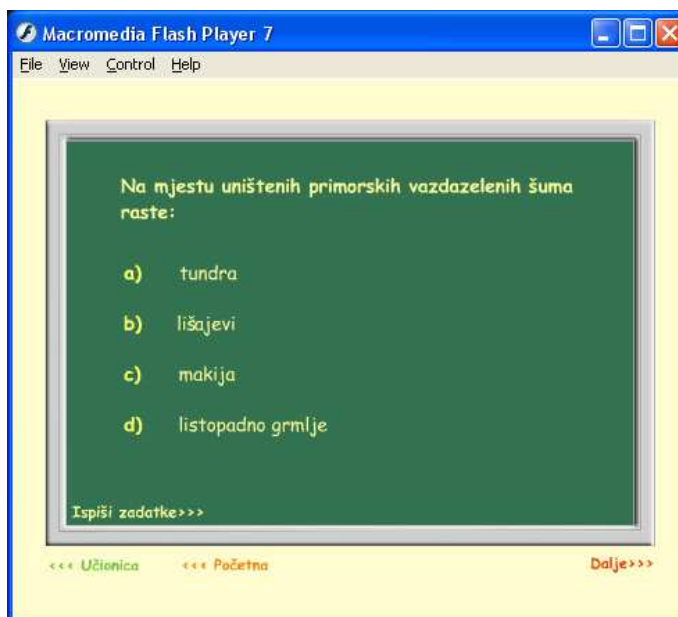 Macromedia Flash Player 7
File View Control Help
Na mjestu uništenih primorskih vazdazelenih šuma
raste:
a) tundra
b) lišajevi
c) makija
d) listopadno grmlje
Ispiši zadatke>>>
<<< Učionica <<< Početna Dalje>>>